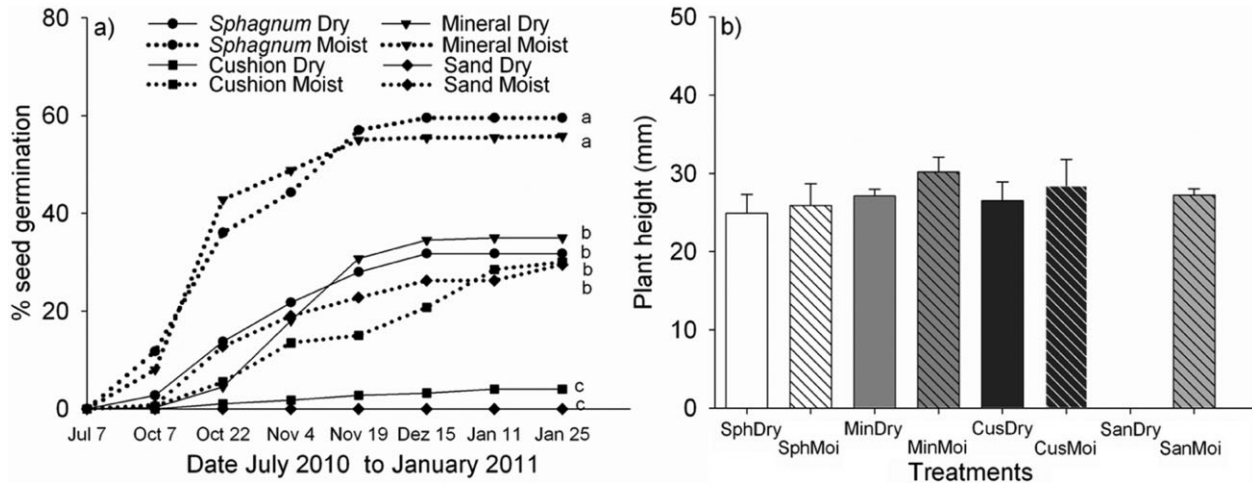 a)
Sphagnum Dry
Sphagnum Moist
Cushion Dry
Cushion Moist
Mineral Dry
Mineral Moist
Sand Dry
Sand Moist
% seed germination
80
60
40
20
0
a
a
b
b
b
b
c
c
Jul 7 Oct 7 Oct 22 Nov 4 Nov 19 Dez 15 Jan 11 Jan 25
Date July 2010 to January 2011
b)
Plant height (mm)
50
40
30
20
10
0
SphDry MinDry CusDry SanDry
SphMoi MinMoi CusMoi SanMoi
Treatments